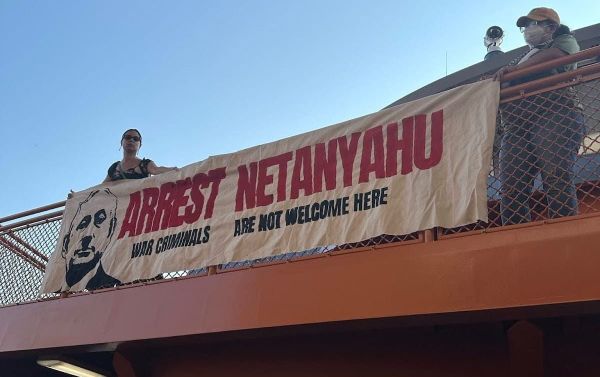 ARREST NETANYAHU
WAR CRIMINALS ARE NOT WELCOME HERE